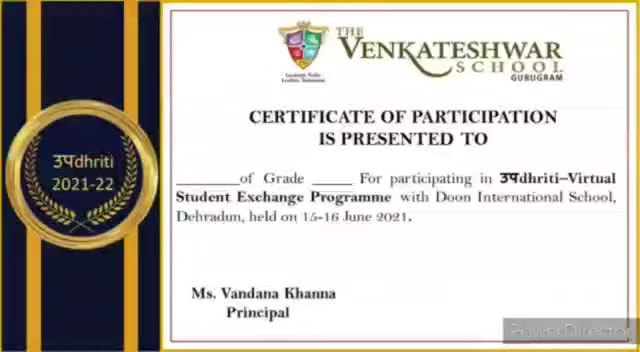 THE
VENKATESHWAR
SCHOOL
GURUGRAM
CERTIFICATE OF PARTICIPATION
IS PRESENTED TO
उपdhriti
2021-22
_______of Grade _____ For participating in उपdhriti–Virtual
Student Exchange Programme with Doon International School,
Dehradun, held on 15-16 June 2021.
Ms. Vandana Khanna
Principal
PowerDirector